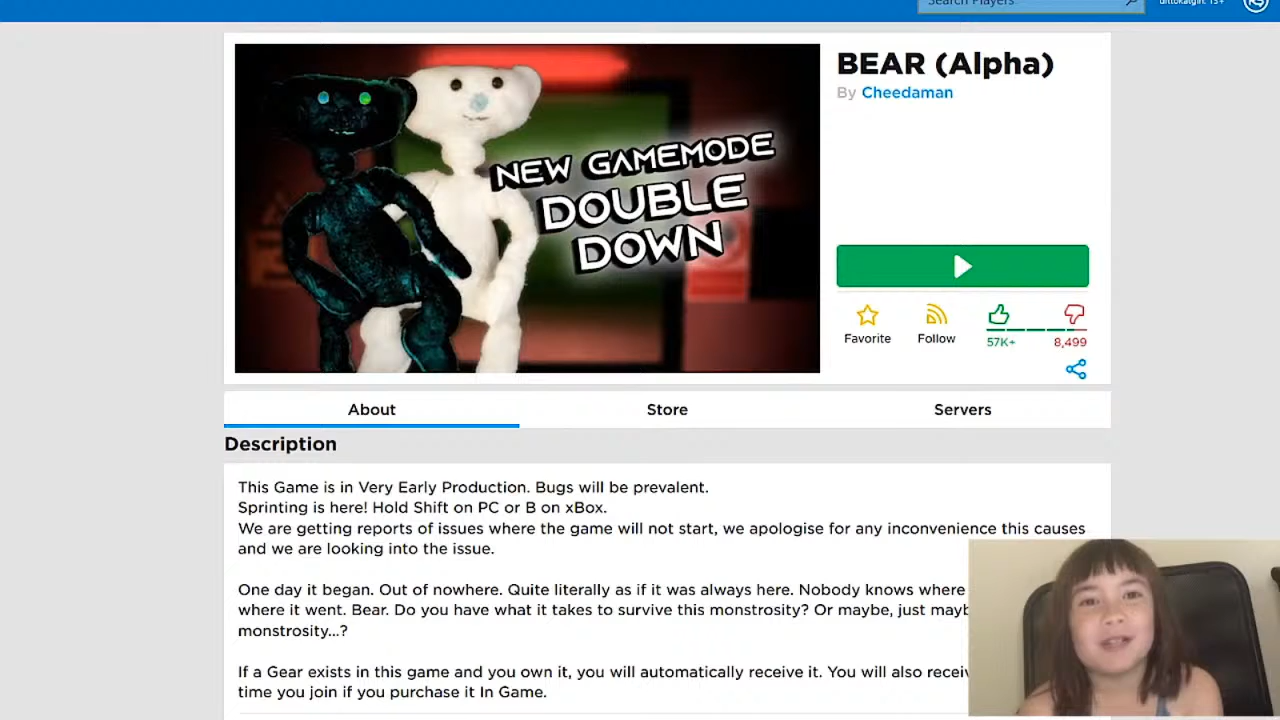 Search Players
BEAR (Alpha)
By Cheedaman
NEW GAMEMODE
DOUBLE
DOWN
Favorite
Follow
57K+
8,499
About
Store
Servers
Description
This Game is in Very Early Production. Bugs will be prevalent.
Sprinting is here! Hold Shift on PC or B on xBox.
We are getting reports of issues where the game will not start, we apologise for any inconvenience this causes
and we are looking into the issue.
One day it began. Out of nowhere. Quite literally as if it was always here. Nobody knows where
where it went. Bear. Do you have what it takes to survive this monstrosity? Or maybe, just
monstrosity...?
If a Gear exists in this game and you own it, you will automatically receive it. You will also
time you join if you purchase it In Game.